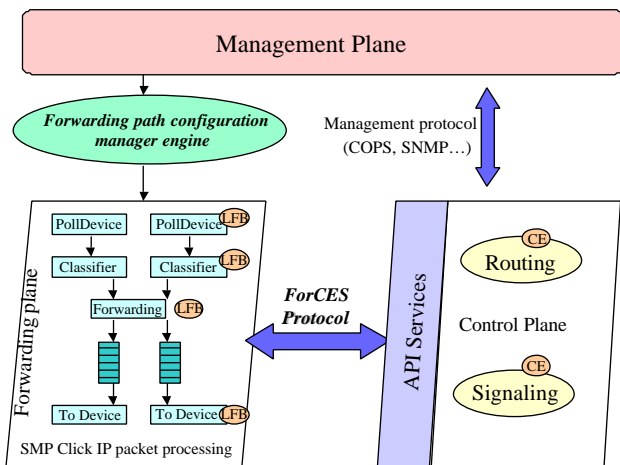 Management Plane
Forwarding path configuration
manager engine
Management protocol
(COPS, SNMP…)
Forwarding plane
PollDevice
PollDevice
LFB
Classifier
Classifier
LFB
Forwarding
LFB
To Device
To Device
LFB
SMP Click IP packet processing
ForCES
Protocol
API Services
CE
Routing
Control Plane
CE
Signaling